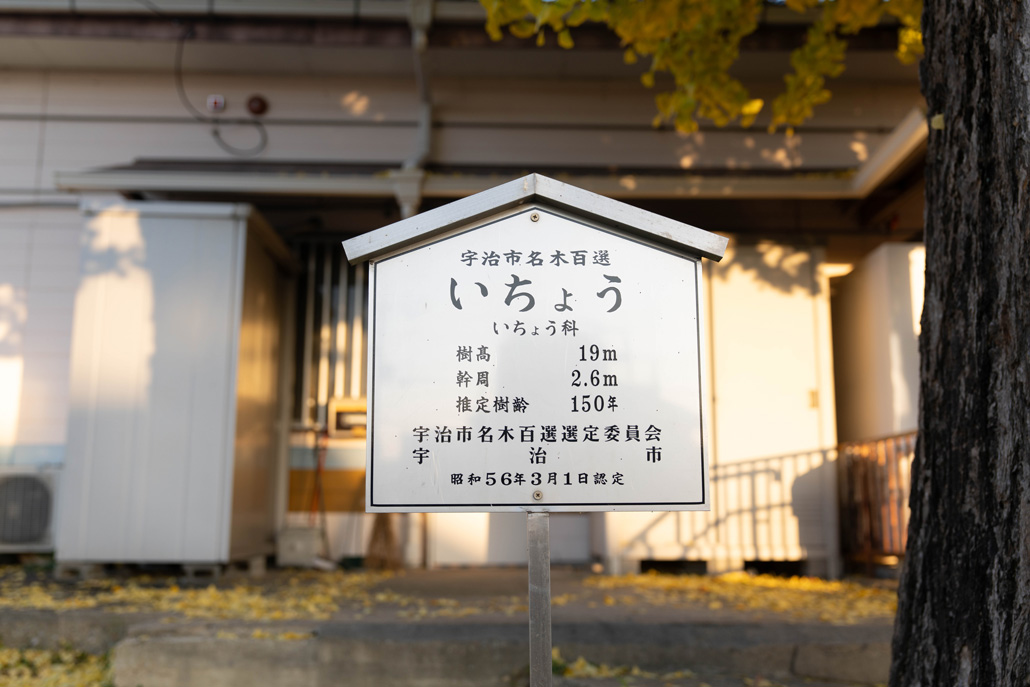 宇治市名木百選
いちょう
いちょう科
樹髙 19m
幹周 2.6m
推定樹齢 150年
宇治市名木百選選定委員会
宇治市
昭和56年3月1日認定